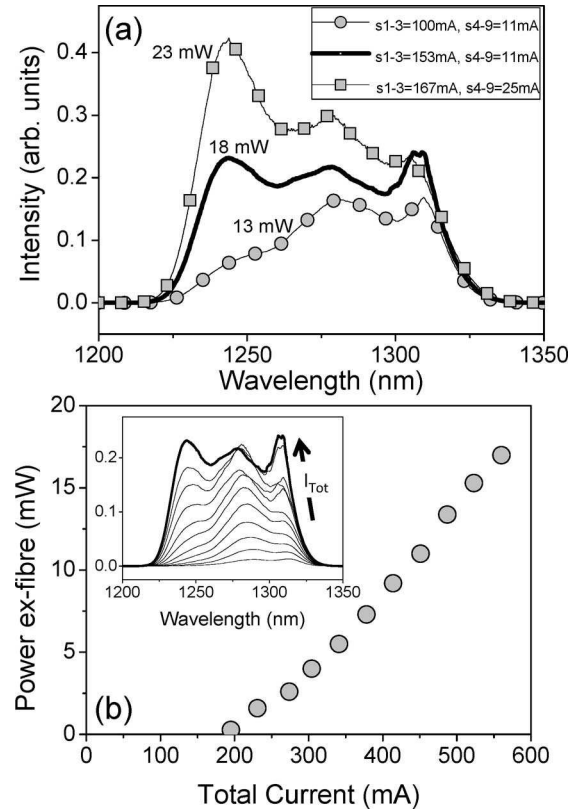 (a)
s1-3=100mA, s4-9=11mA
s1-3=153mA, s4-9=11mA
s1-3=167mA, s4-9=25mA
23 mW
18 mW
13 mW
Intensity (arb. units)
0.4
0.3
0.2
0.1
0.0
1200 1250 1300 1350
Wavelength (nm)
(b)
Power ex-fibre (mW)
20
15
10
5
0
0.2
0.1
0.0
I_Tot
1200 1250 1300 1350
Wavelength (nm)
0 100 200 300 400 500 600
Total Current (mA)